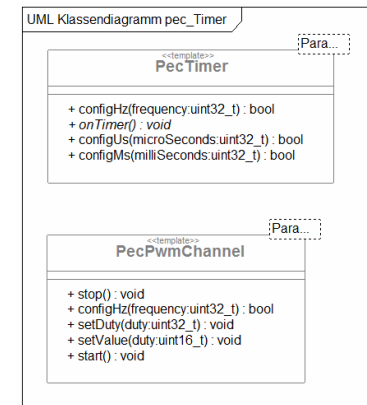 UML Klassendiagramm pec_Timer
Para...
<<template>>
PecTimer
+ configHz(frequency:uint32_t) : bool
+ onTimer() : void
+ configUs(microSeconds:uint32_t) : bool
+ configMs(milliSeconds:uint32_t) : bool
Para...
<<template>>
PecPwmChannel
+ stop() : void
+ configHz(frequency:uint32_t) : bool
+ setDuty(duty:uint32_t) : void
+ setValue(duty:uint16_t) : void
+ start() : void